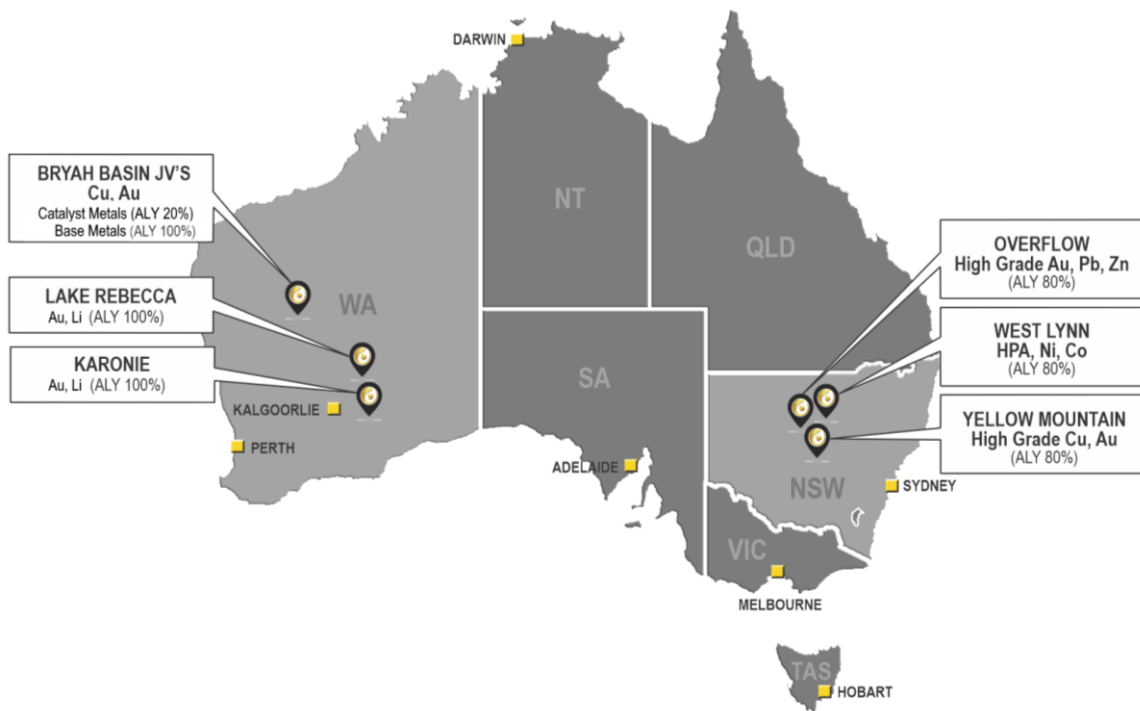 DARWIN
BRYAH BASIN JV'S
Cu, Au
Catalyst Metals (ALY 20%)
Base Metals (ALY 100%)
LAKE REBECCA
Au, Li (ALY 100%)
KARONIE
Au, Li (ALY 100%)
KALGOORLIE
PERTH
WA
NT
QLD
SA
ADELAIDE
OVERFLOW
High Grade Au, Pb, Zn
(ALY 80%)
WEST LYNN
HPA, Ni, Co
(ALY 80%)
YELLOW MOUNTAIN
High Grade Cu, Au
(ALY 80%)
NSW
SYDNEY
VIC
MELBOURNE
TAS
HOBART